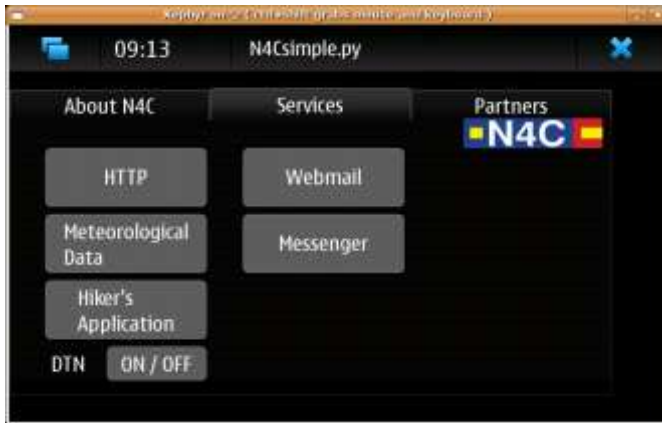 Xephyr
09:13
N4Csimple.py
About N4C
Services
Partners
N4C
HTTP
Webmail
Meteorological
Data
Messenger
Hiker's
Application
DTN
ON / OFF